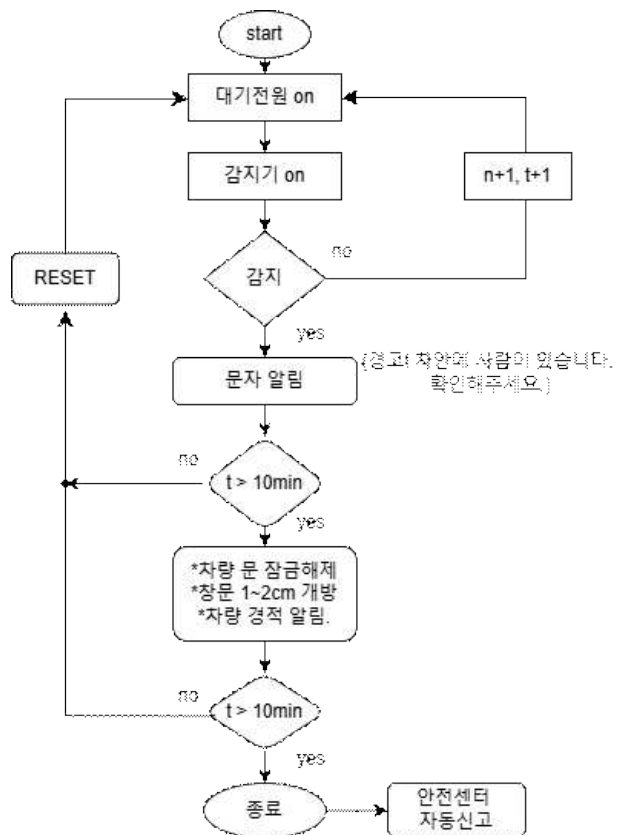 start
대기전원 on
감지기 on
n+1, t+1
감지
no
RESET
yes
문자 알림
(경고! 차안에 사람이 있습니다.
확인해주세요.)
no
t > 10min
yes
*차량 문 잠금해제
*창문 1~2cm 개방
*차량 경적 알림.
no
t > 10min
yes
종료
안전센터
자동신고